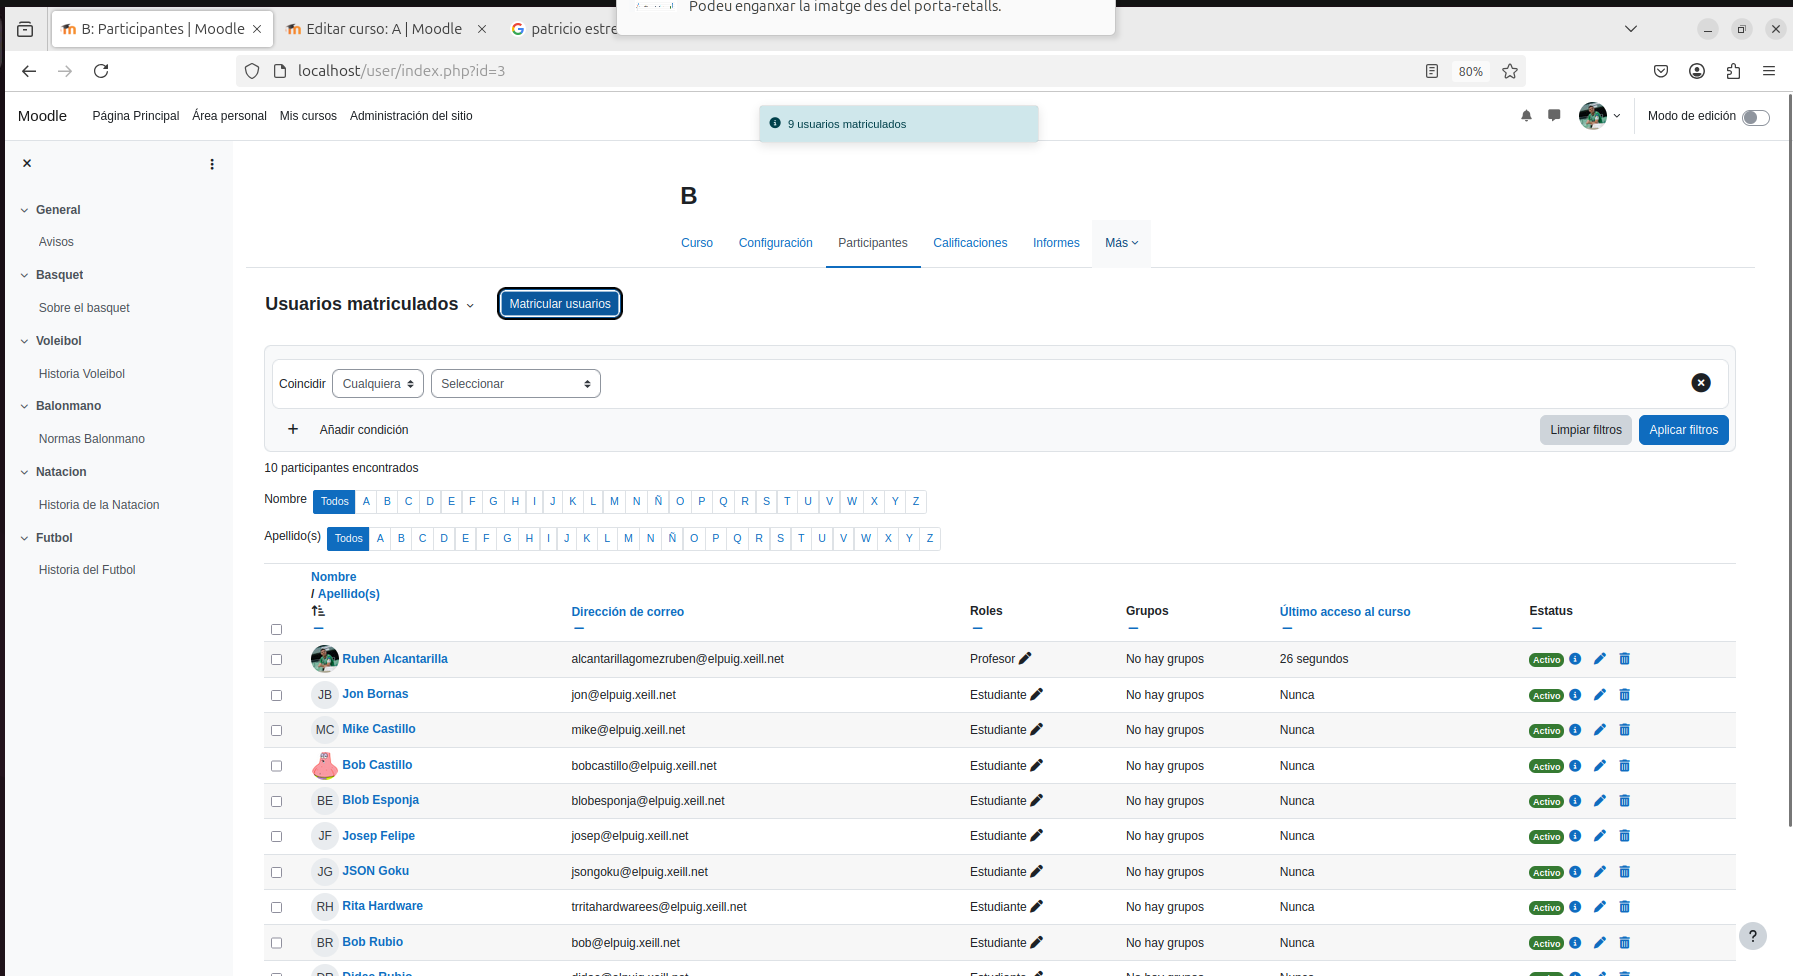 Podeu enganxar la imatge des del porta-retalls.
B: Participantes | Moodle
Editar curso: A | Moodle
patricio estre
localhost/user/index.php?id=3
80%
Moodle
Página Principal
Área personal
Mis cursos
Administración del sitio
9 usuarios matriculados
Modo de edición
General
Avisos
Basquet
Sobre el basquet
Voleibol
Historia Voleibol
Balonmano
Normas Balonmano
Natacion
Historia de la Natacion
Futbol
Historia del Futbol
B
Curso
Configuración
Participantes
Calificaciones
Informes
Más
Usuarios matriculados
Matricular usuarios
Coincidir Cualquiera Seleccionar
+ Añadir condición
Limpiar filtros
Aplicar filtros
10 participantes encontrados
Nombre Todos A B C D E F G H I J K L M N Ñ O P Q R S T U V W X Y Z
Apellido(s) Todos A B C D E F G H I J K L M N Ñ O P Q R S T U V W X Y Z
Nombre
/ Apellido(s)
Dirección de correo Roles Grupos Último acceso al curso Estatus
Ruben Alcantarilla alcantarillagomezruben@elpuig.xeill.net Profesor No hay grupos 26 segundos Activo
JB Jon Bornas jon@elpuig.xeill.net Estudiante No hay grupos Nunca Activo
MC Mike Castillo mike@elpuig.xeill.net Estudiante No hay grupos Nunca Activo
Bob Castillo bobcastillo@elpuig.xeill.net Estudiante No hay grupos Nunca Activo
BE Blob Esponja blobesponja@elpuig.xeill.net Estudiante No hay grupos Nunca Activo
JF Josep Felipe josep@elpuig.xeill.net Estudiante No hay grupos Nunca Activo
JG JSON Goku jsongoku@elpuig.xeill.net Estudiante No hay grupos Nunca Activo
RH Rita Hardware trritahardwarees@elpuig.xeill.net Estudiante No hay grupos Nunca Activo
BR Bob Rubio bob@elpuig.xeill.net Estudiante No hay grupos Nunca Activo
?